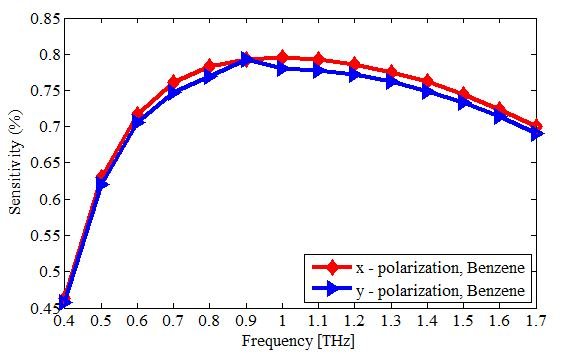 0.85
0.8
0.75
0.7
0.65
0.6
0.55
0.5
0.45
Sensitivity (%)
0.4 0.5 0.6 0.7 0.8 0.9 1 1.1 1.2 1.3 1.4 1.5 1.6 1.7
Frequency [THz]
x - polarization, Benzene
y - polarization, Benzene